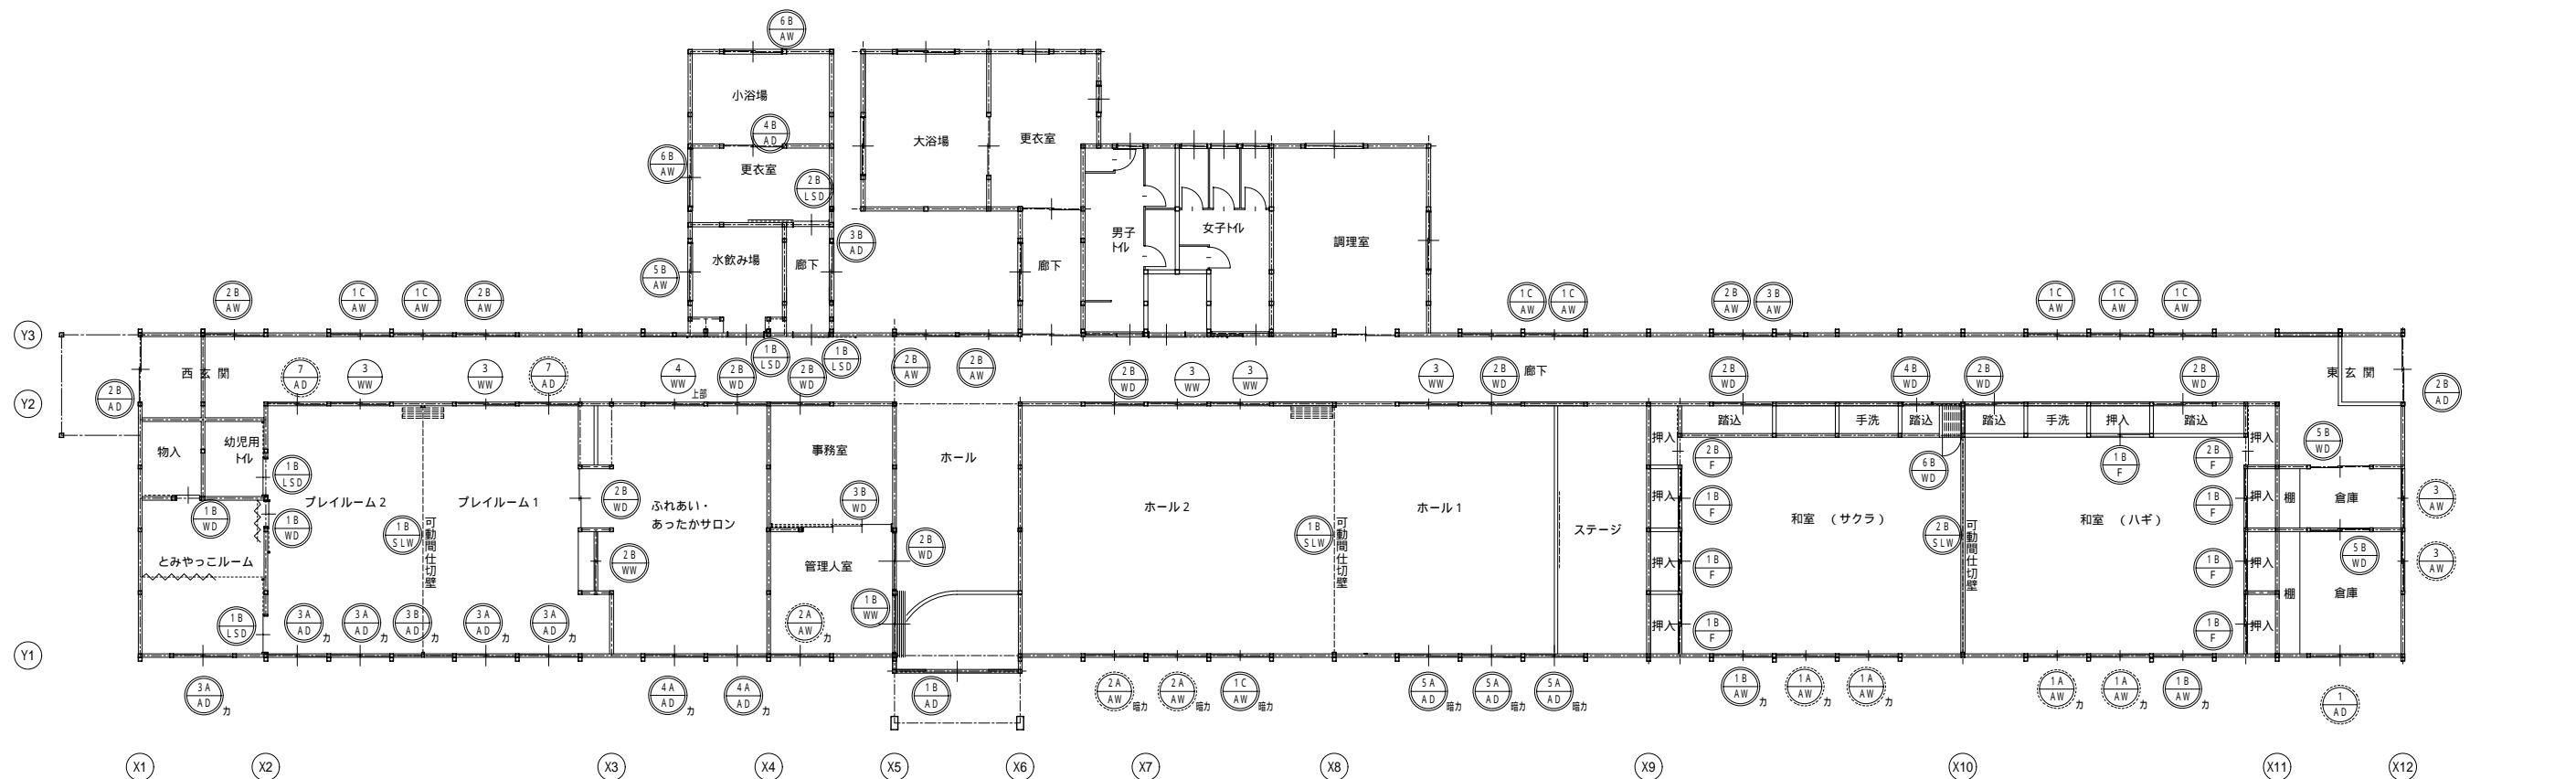 6B
AW
小浴場
4B
AD
大浴場
更衣室
6B
AW
更衣室
2B
LSD
男子
トイレ
女子トイレ
調理室
3B
AD
水飲み場
廊下
廊下
5B
AW
2B
AW
1C
AW
1C
AW
2B
AW
1C
AW
1C
AW
2B
AW
3B
AW
1C
AW
1C
AW
1C
AW
Y3
西玄関
7
AD
3
WW
3
WW
7
AD
4
WW
上部
2B
WD
1B
LSD
2B
WD
1B
LSD
2B
AW
2B
AW
2B
WD
3
WW
3
WW
3
WW
2B
WD
廊下
2B
WD
4B
WD
2B
WD
2B
WD
東玄関
2B
AD
2B
AD
Y2
物入
幼児用
トイレ
1B
LSD
1B
WD
1B
WD
プレイルーム2
プレイルーム1
1B
SLW
可動間仕切壁
とみやっこルーム
1B
LSD
2B
WD
ふれあい・
あったかサロン
2B
WW
事務室
3B
WD
管理人室
2A
AW
カ
1B
WW
ホール
2B
WD
ホール2
1B
SLW
可動間仕切壁
ホール1
ステージ
押入
押入
押入
押入
踏込
手洗
踏込
踏込
手洗
押入
踏込
2B
F
1B
F
1B
F
1B
F
和室 (サクラ)
6B
WD
2B
SLW
可動間仕切壁
和室 (ハギ)
1B
F
2B
F
1B
F
1B
F
1B
F
押入
押入
押入
押入
5B
WD
棚
倉庫
3
AW
棚
5B
WD
倉庫
3
AW
3A
AD
カ
3A
AD
カ
3B
AD
カ
3A
AD
カ
3A
AD
カ
Y1
3A
AD
カ
4A
AD
カ
4A
AD
カ
1B
AD
2A
AW
暗カ
2A
AW
暗カ
1C
AW
暗カ
5A
AD
暗カ
5A
AD
暗カ
5A
AD
暗カ
1B
AW
カ
1A
AW
カ
1A
AW
カ
1A
AW
カ
1A
AW
カ
1B
AW
カ
1
AD
X1
X2
X3
X4
X5
X6
X7
X8
X9
X10
X11
X12